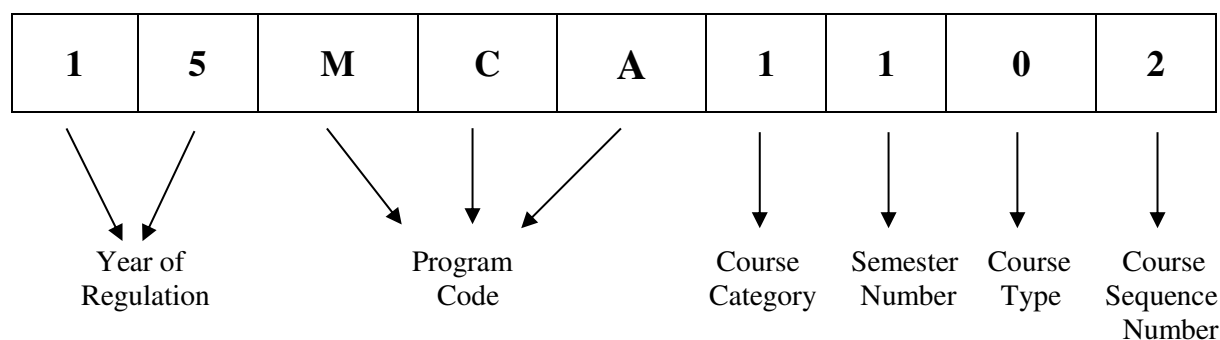 1 5 M C A 1 1 0 2
Year of Program Course Semester Course Course
Regulation Code Category Number Type Sequence
Number